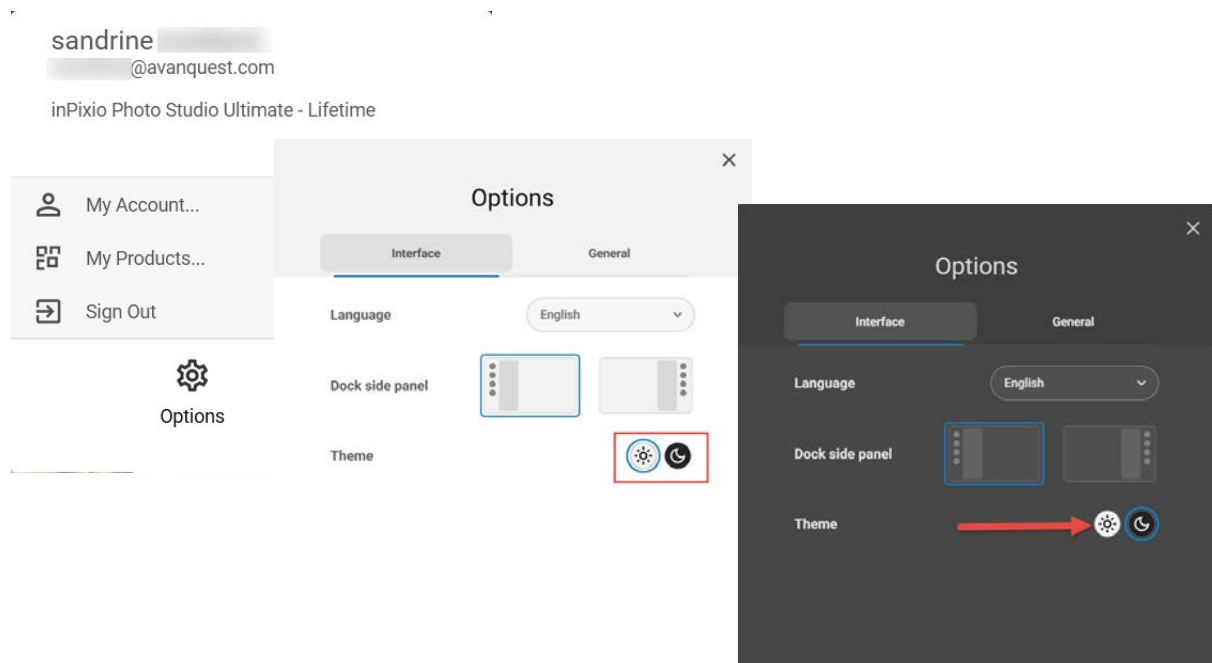 sandrine
@avanquest.com
inPixio Photo Studio Ultimate - Lifetime
My Account...
My Products...
Sign Out
Options
Options
Interface General
Language English
Dock side panel
Theme
Options
Interface General
Language English
Dock side panel
Theme